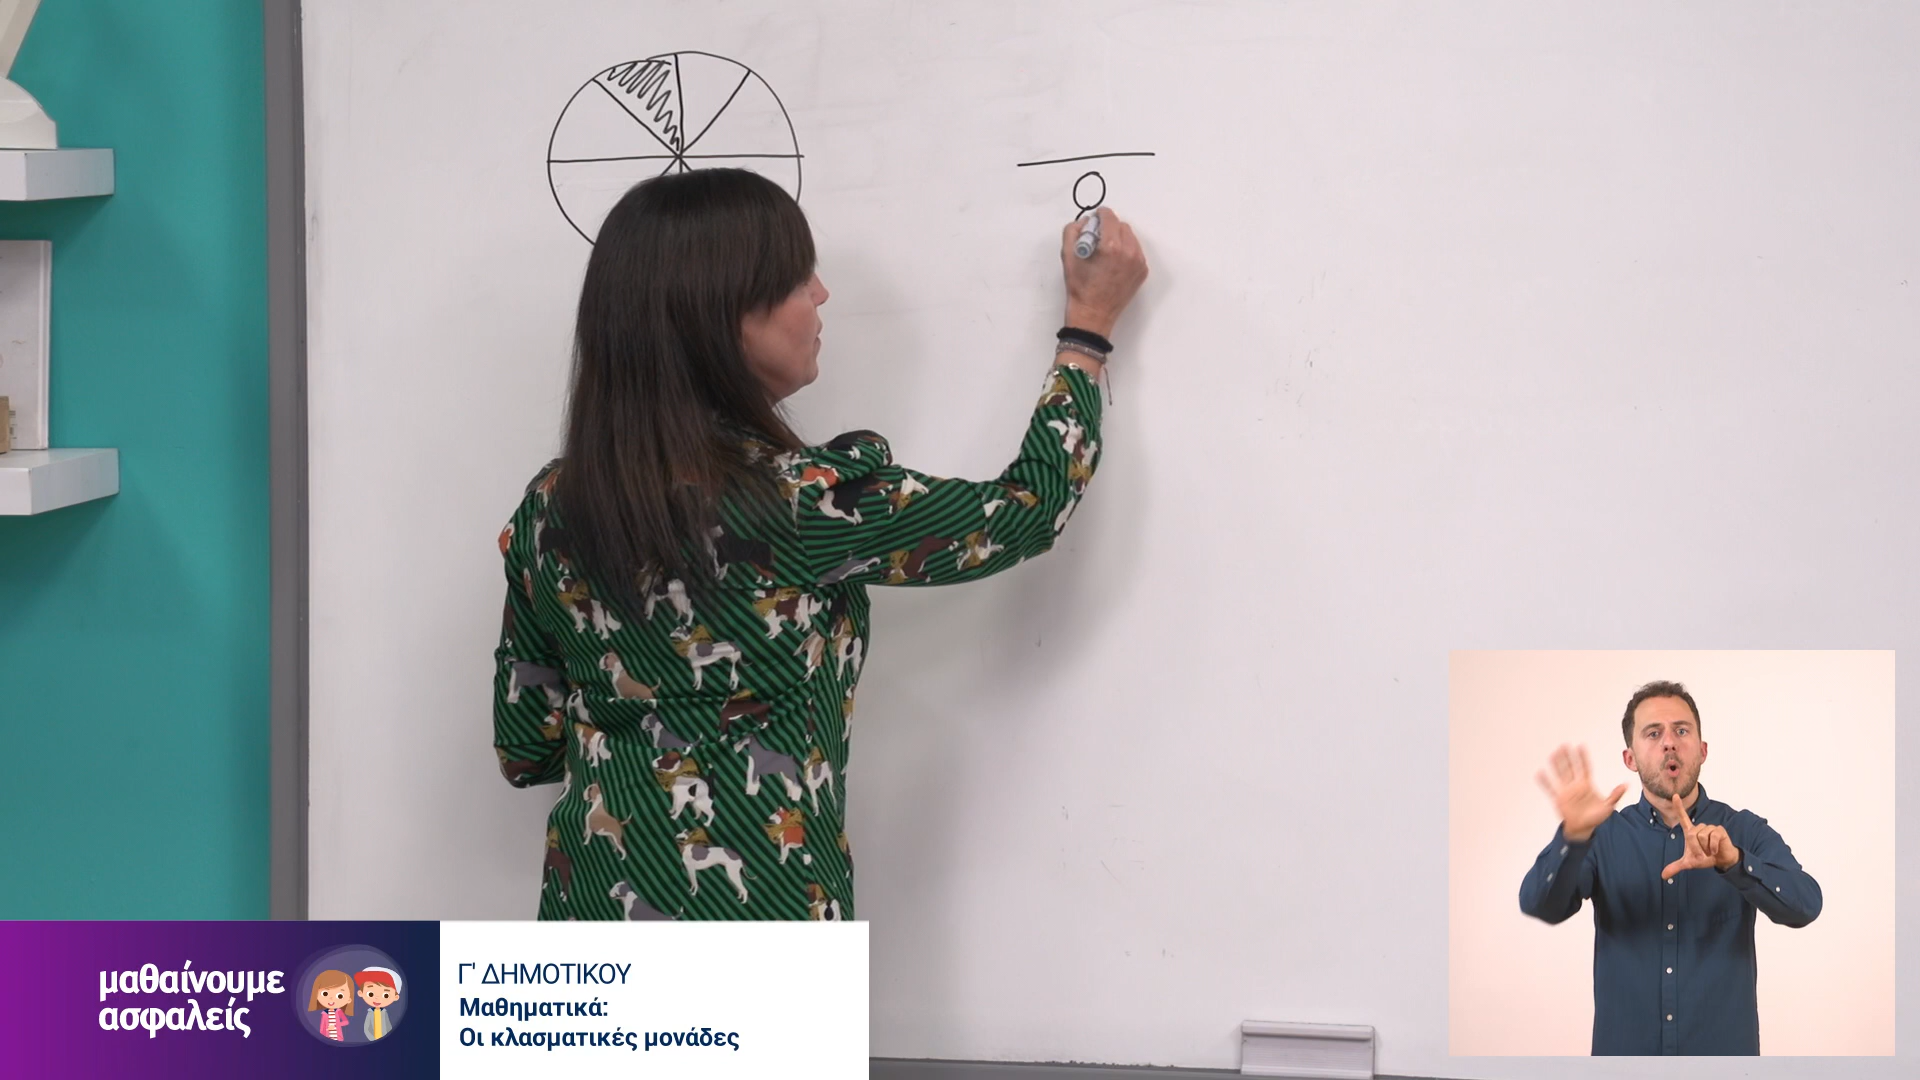 μαθαίνουμε
ασφαλείς
Γ' ΔΗΜΟΤΙΚΟΥ
Μαθηματικά:
Οι κλασματικές μονάδες